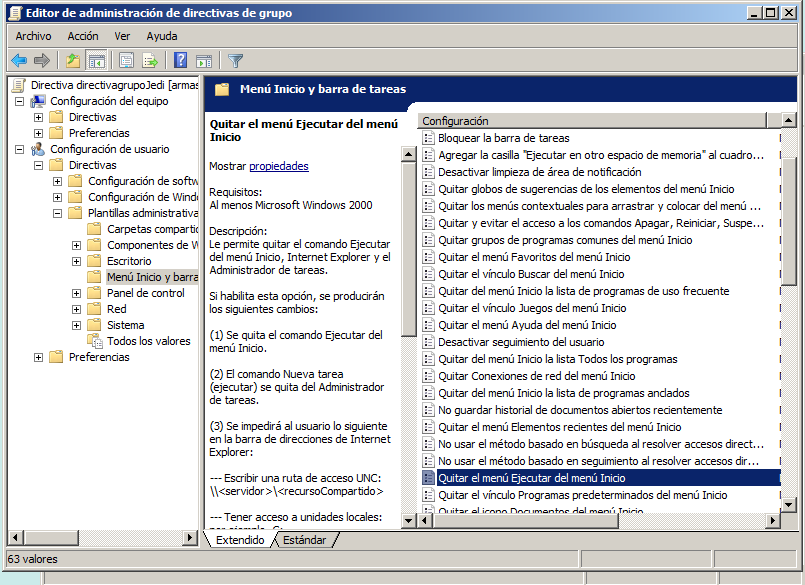 Editor de administración de directivas de grupo
Archivo Acción Ver Ayuda
Directiva directivagrupoJedi [armas
Configuración del equipo
Directivas
Preferencias
Configuración de usuario
Directivas
Configuración de softw
Configuración de Windo
Plantillas administrativa
Carpetas compartic
Componentes de W
Escritorio
Menú Inicio y barra
Panel de control
Red
Sistema
Todos los valores
Preferencias
Menú Inicio y barra de tareas
Quitar el menú Ejecutar del menú
Inicio
Mostrar propiedades
Requisitos:
Al menos Microsoft Windows 2000
Descripción:
Le permite quitar el comando Ejecutar
del menú Inicio, Internet Explorer y el
Administrador de tareas.
Si habilita esta opción, se producirán
los siguientes cambios:
(1) Se quita el comando Ejecutar del
menú Inicio.
(2) El comando Nueva tarea
(ejecutar) se quita del Administrador
de tareas.
(3) Se impedirá al usuario lo siguiente
en la barra de direcciones de Internet
Explorer:
--- Escribir una ruta de acceso UNC:
\\<servidor>\<recursoCompartido>
--- Tener acceso a unidades locales:
por ejemplo, C:
Configuración
Bloquear la barra de tareas
Agregar la casilla "Ejecutar en otro espacio de memoria" al cuadro...
Desactivar limpieza de área de notificación
Quitar globos de sugerencias de los elementos del menú Inicio
Quitar los menús contextuales para arrastrar y colocar del menú ...
Quitar y evitar el acceso a los comandos Apagar, Reiniciar, Suspe...
Quitar grupos de programas comunes del menú Inicio
Quitar el menú Favoritos del menú Inicio
Quitar el vínculo Buscar del menú Inicio
Quitar del menú Inicio la lista de programas de uso frecuente
Quitar el vínculo Juegos del menú Inicio
Quitar el menú Ayuda del menú Inicio
Desactivar seguimiento del usuario
Quitar del menú Inicio la lista Todos los programas
Quitar Conexiones de red del menú Inicio
Quitar del menú Inicio la lista de programas anclados
No guardar historial de documentos abiertos recientemente
Quitar el menú Elementos recientes del menú Inicio
No usar el método basado en búsqueda al resolver accesos direct...
No usar el método basado en seguimiento al resolver accesos dir...
Quitar el menú Ejecutar del menú Inicio
Quitar el vínculo Programas predeterminados del menú Inicio
Quitar el icono Documentos del menú Inicio
Extendido Estándar
63 valores